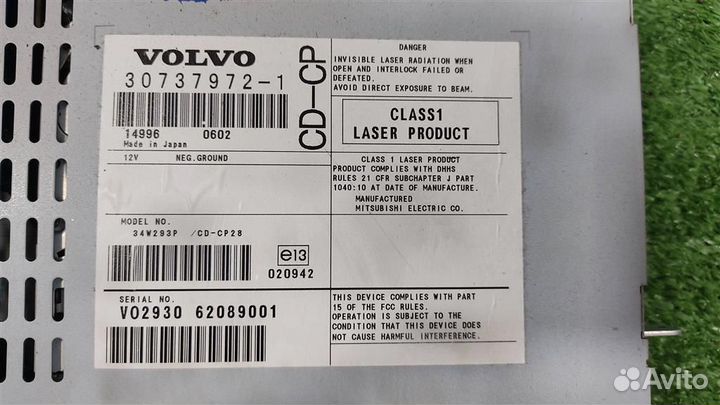 VOLVO
30737972-1
14996 0602
Made in Japan
CD-CP
12V NEG.GROUND
MODEL NO.
34W293P /CD-CP28
e13
020942
SERIAL NO.
VO2930 62089001
DANGER
INVISIBLE LASER RADIATION WHEN
OPEN AND INTERLOCK FAILED OR
DEFEATED.
AVOID DIRECT EXPOSURE TO BEAM.
CLASS1
LASER PRODUCT
CLASS 1 LASER PRODUCT
PRODUCT COMPLIES WITH DHHS
RULES 21 CFR SUBCHAPTER J PART
1040:10 AT DATE OF MANUFACTURE.
MANUFACTURED
MITSUBISHI ELECTRIC CO.
THIS DEVICE COMPLIES WITH PART
15 OF THE FCC RULES.
OPERATION IS SUBJECT TO THE
CONDITION THAT THIS DEVICE DOES
NOT CAUSE HARMFUL INTERFERENCE.
Avito